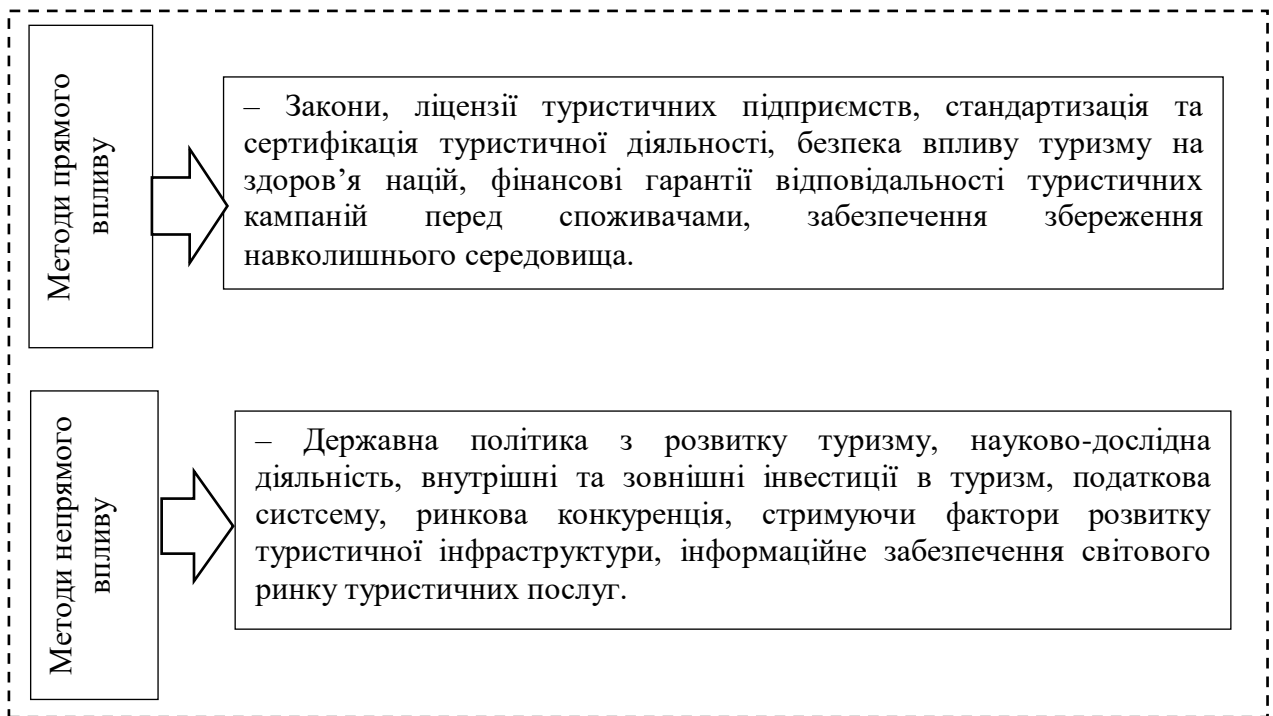 Методи прямого
впливу
– Закони, ліцензії туристичних підприємств, стандартизація та
сертифікація туристичної діяльності, безпека впливу туризму на
здоров’я націй, фінансові гарантії відповідальності туристичних
кампаній перед споживачами, забезпечення збереження
навколишнього середовища.
Методи непрямого
впливу
– Державна політика з розвитку туризму, науково-дослідна
діяльність, внутрішні та зовнішні інвестиції в туризм, податкова
систсему, ринкова конкуренція, стримуючи фактори розвитку
туристичної інфраструктури, інформаційне забезпечення світового
ринку туристичних послуг.